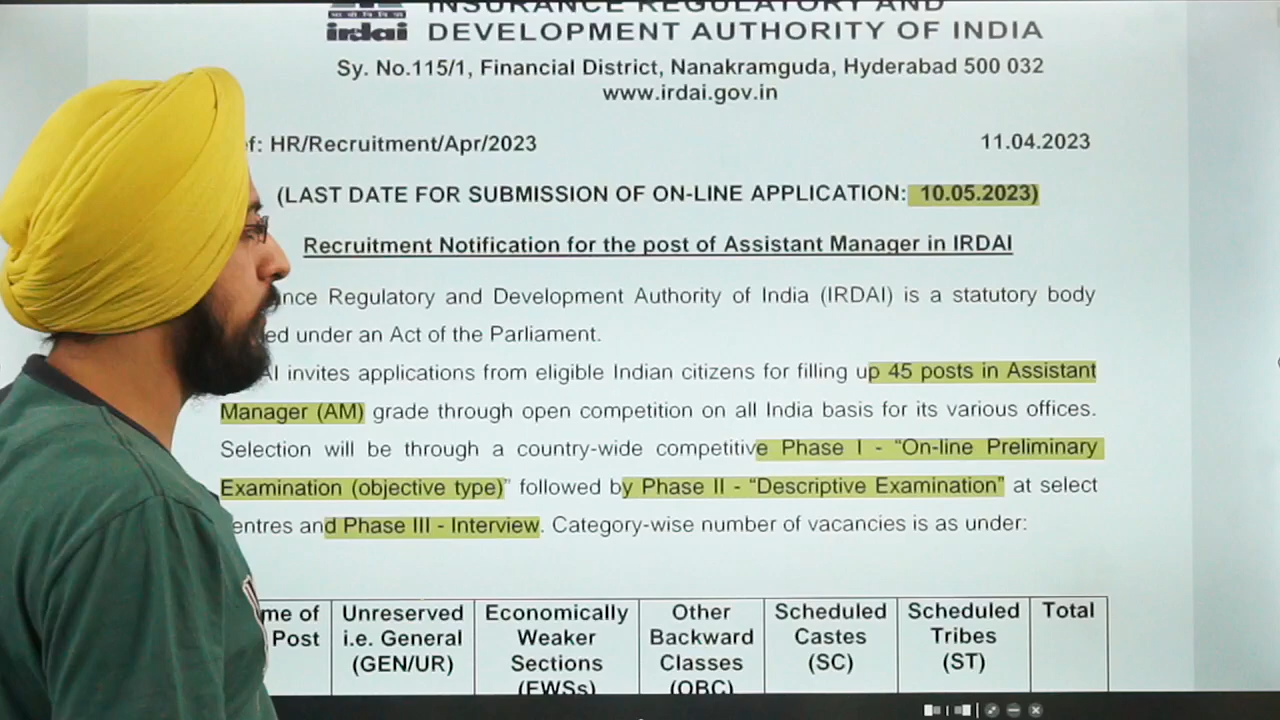 INSURANCE REGULATORY AND
irdai DEVELOPMENT AUTHORITY OF INDIA
Sy. No.115/1, Financial District, Nanakramguda, Hyderabad 500 032
www.irdai.gov.in
f: HR/Recruitment/Apr/2023 11.04.2023
(LAST DATE FOR SUBMISSION OF ON-LINE APPLICATION: 10.05.2023)
Recruitment Notification for the post of Assistant Manager in IRDAI
nce Regulatory and Development Authority of India (IRDAI) is a statutory body
ed under an Act of the Parliament.
AI invites applications from eligible Indian citizens for filling up 45 posts in Assistant
Manager (AM) grade through open competition on all India basis for its various offices.
Selection will be through a country-wide competitive Phase I - “On-line Preliminary
Examination (objective type)” followed by Phase II - “Descriptive Examination” at select
entres and Phase III - Interview. Category-wise number of vacancies is as under:
me of Post
Unreserved i.e. General (GEN/UR)
Economically Weaker Sections (EWSs)
Other Backward Classes (OBC)
Scheduled Castes (SC)
Scheduled Tribes (ST)
Total